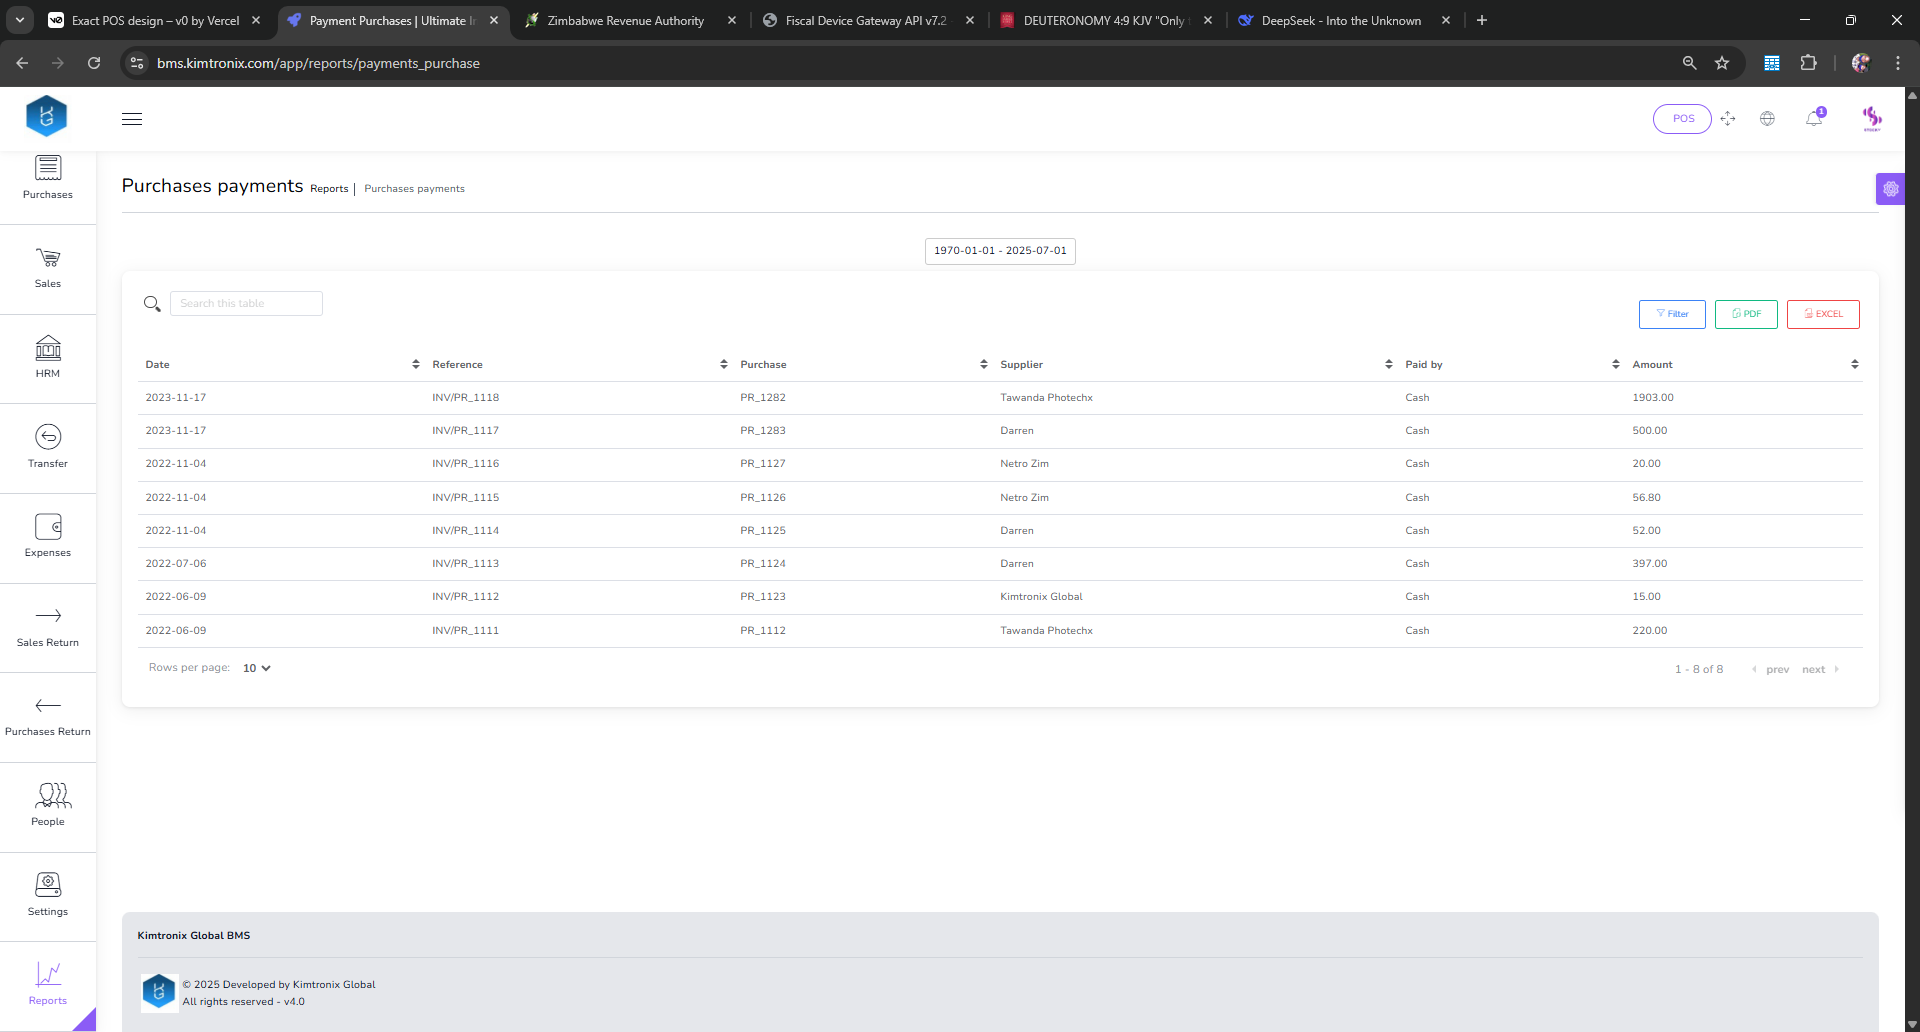 Exact POS design – v0 by Vercel
Payment Purchases | Ultimate In
Zimbabwe Revenue Authority
Fiscal Device Gateway API v7.2
DEUTERONOMY 4:9 KJV "Only
DeepSeek - Into the Unknown
bms.kimtronix.com/app/reports/payments_purchase
POS
1
Purchases
Sales
HRM
Transfer
Expenses
Sales Return
Purchases Return
People
Settings
Reports
Purchases payments Reports | Purchases payments
1970-01-01 - 2025-07-01
Search this table
Filter PDF EXCEL
Date Reference Purchase Supplier Paid by Amount
2023-11-17 INV/PR_1118 PR_1282 Tawanda Photechx Cash 1903.00
2023-11-17 INV/PR_1117 PR_1283 Darren Cash 500.00
2022-11-04 INV/PR_1116 PR_1127 Netro Zim Cash 20.00
2022-11-04 INV/PR_1115 PR_1126 Netro Zim Cash 56.80
2022-11-04 INV/PR_1114 PR_1125 Darren Cash 52.00
2022-07-06 INV/PR_1113 PR_1124 Darren Cash 397.00
2022-06-09 INV/PR_1112 PR_1123 Kimtronix Global Cash 15.00
2022-06-09 INV/PR_1111 PR_1112 Tawanda Photechx Cash 220.00
Rows per page: 10
1 - 8 of 8 prev next
Kimtronix Global BMS
© 2025 Developed by Kimtronix Global
All rights reserved - v4.0